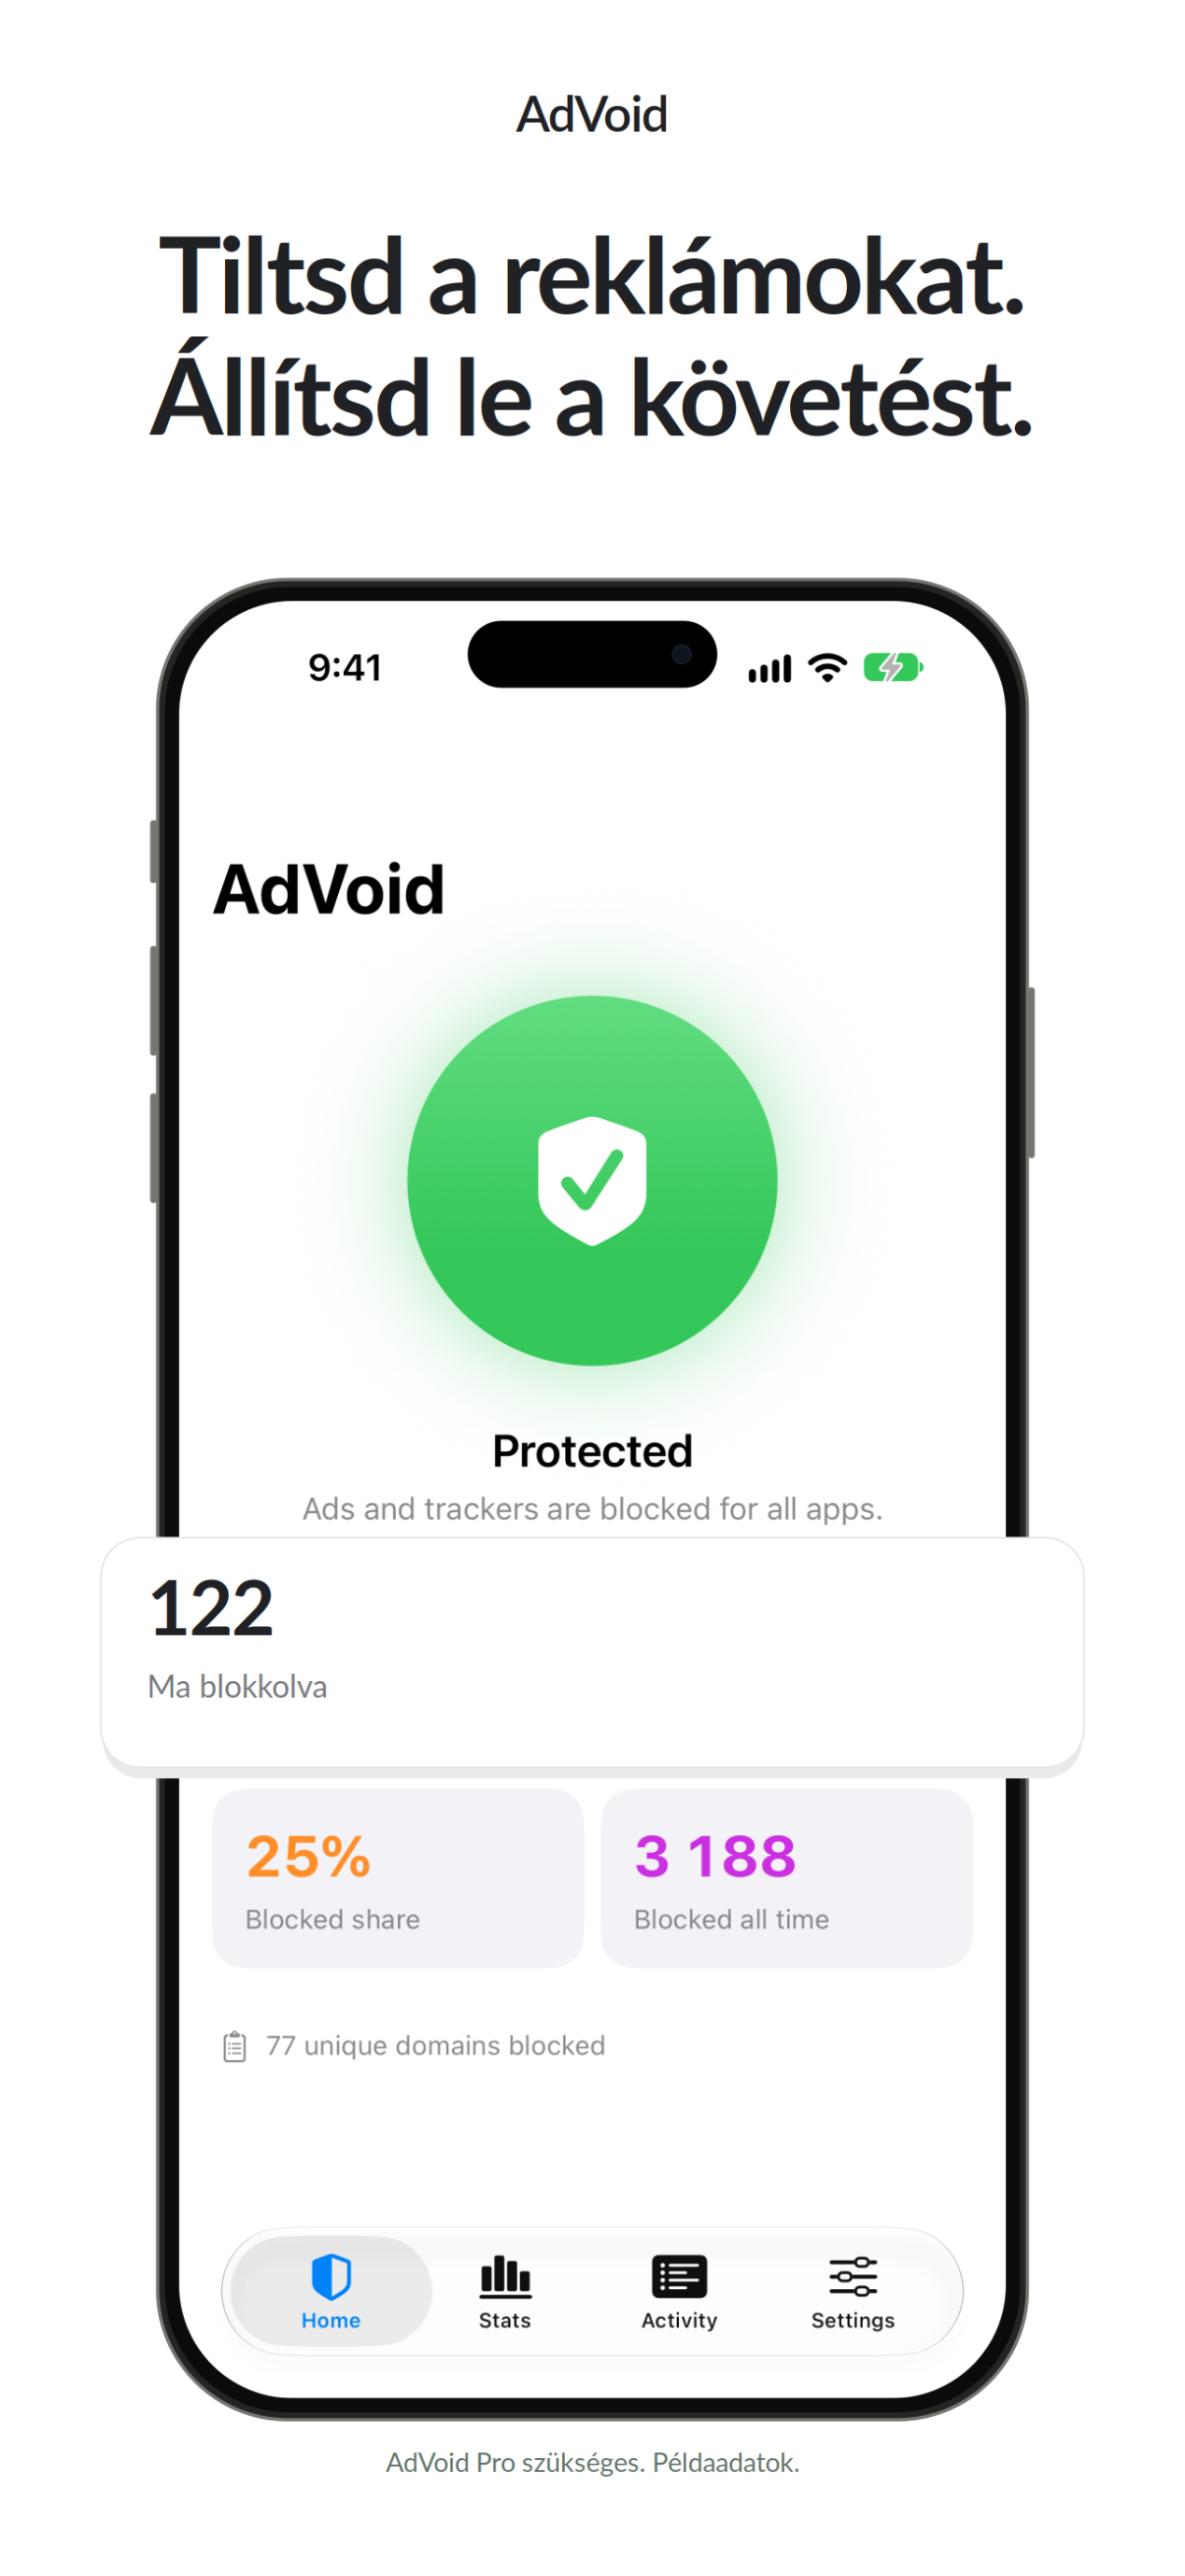 AdVoid
Tiltsd a reklámokat.
Állítsd le a követést.
9:41
AdVoid
Protected
Ads and trackers are blocked for all apps.
122
Ma blokkolva
25%
Blocked share
3 188
Blocked all time
77 unique domains blocked
Home
Stats
Activity
Settings
AdVoid Pro szükséges. Példaadatok.